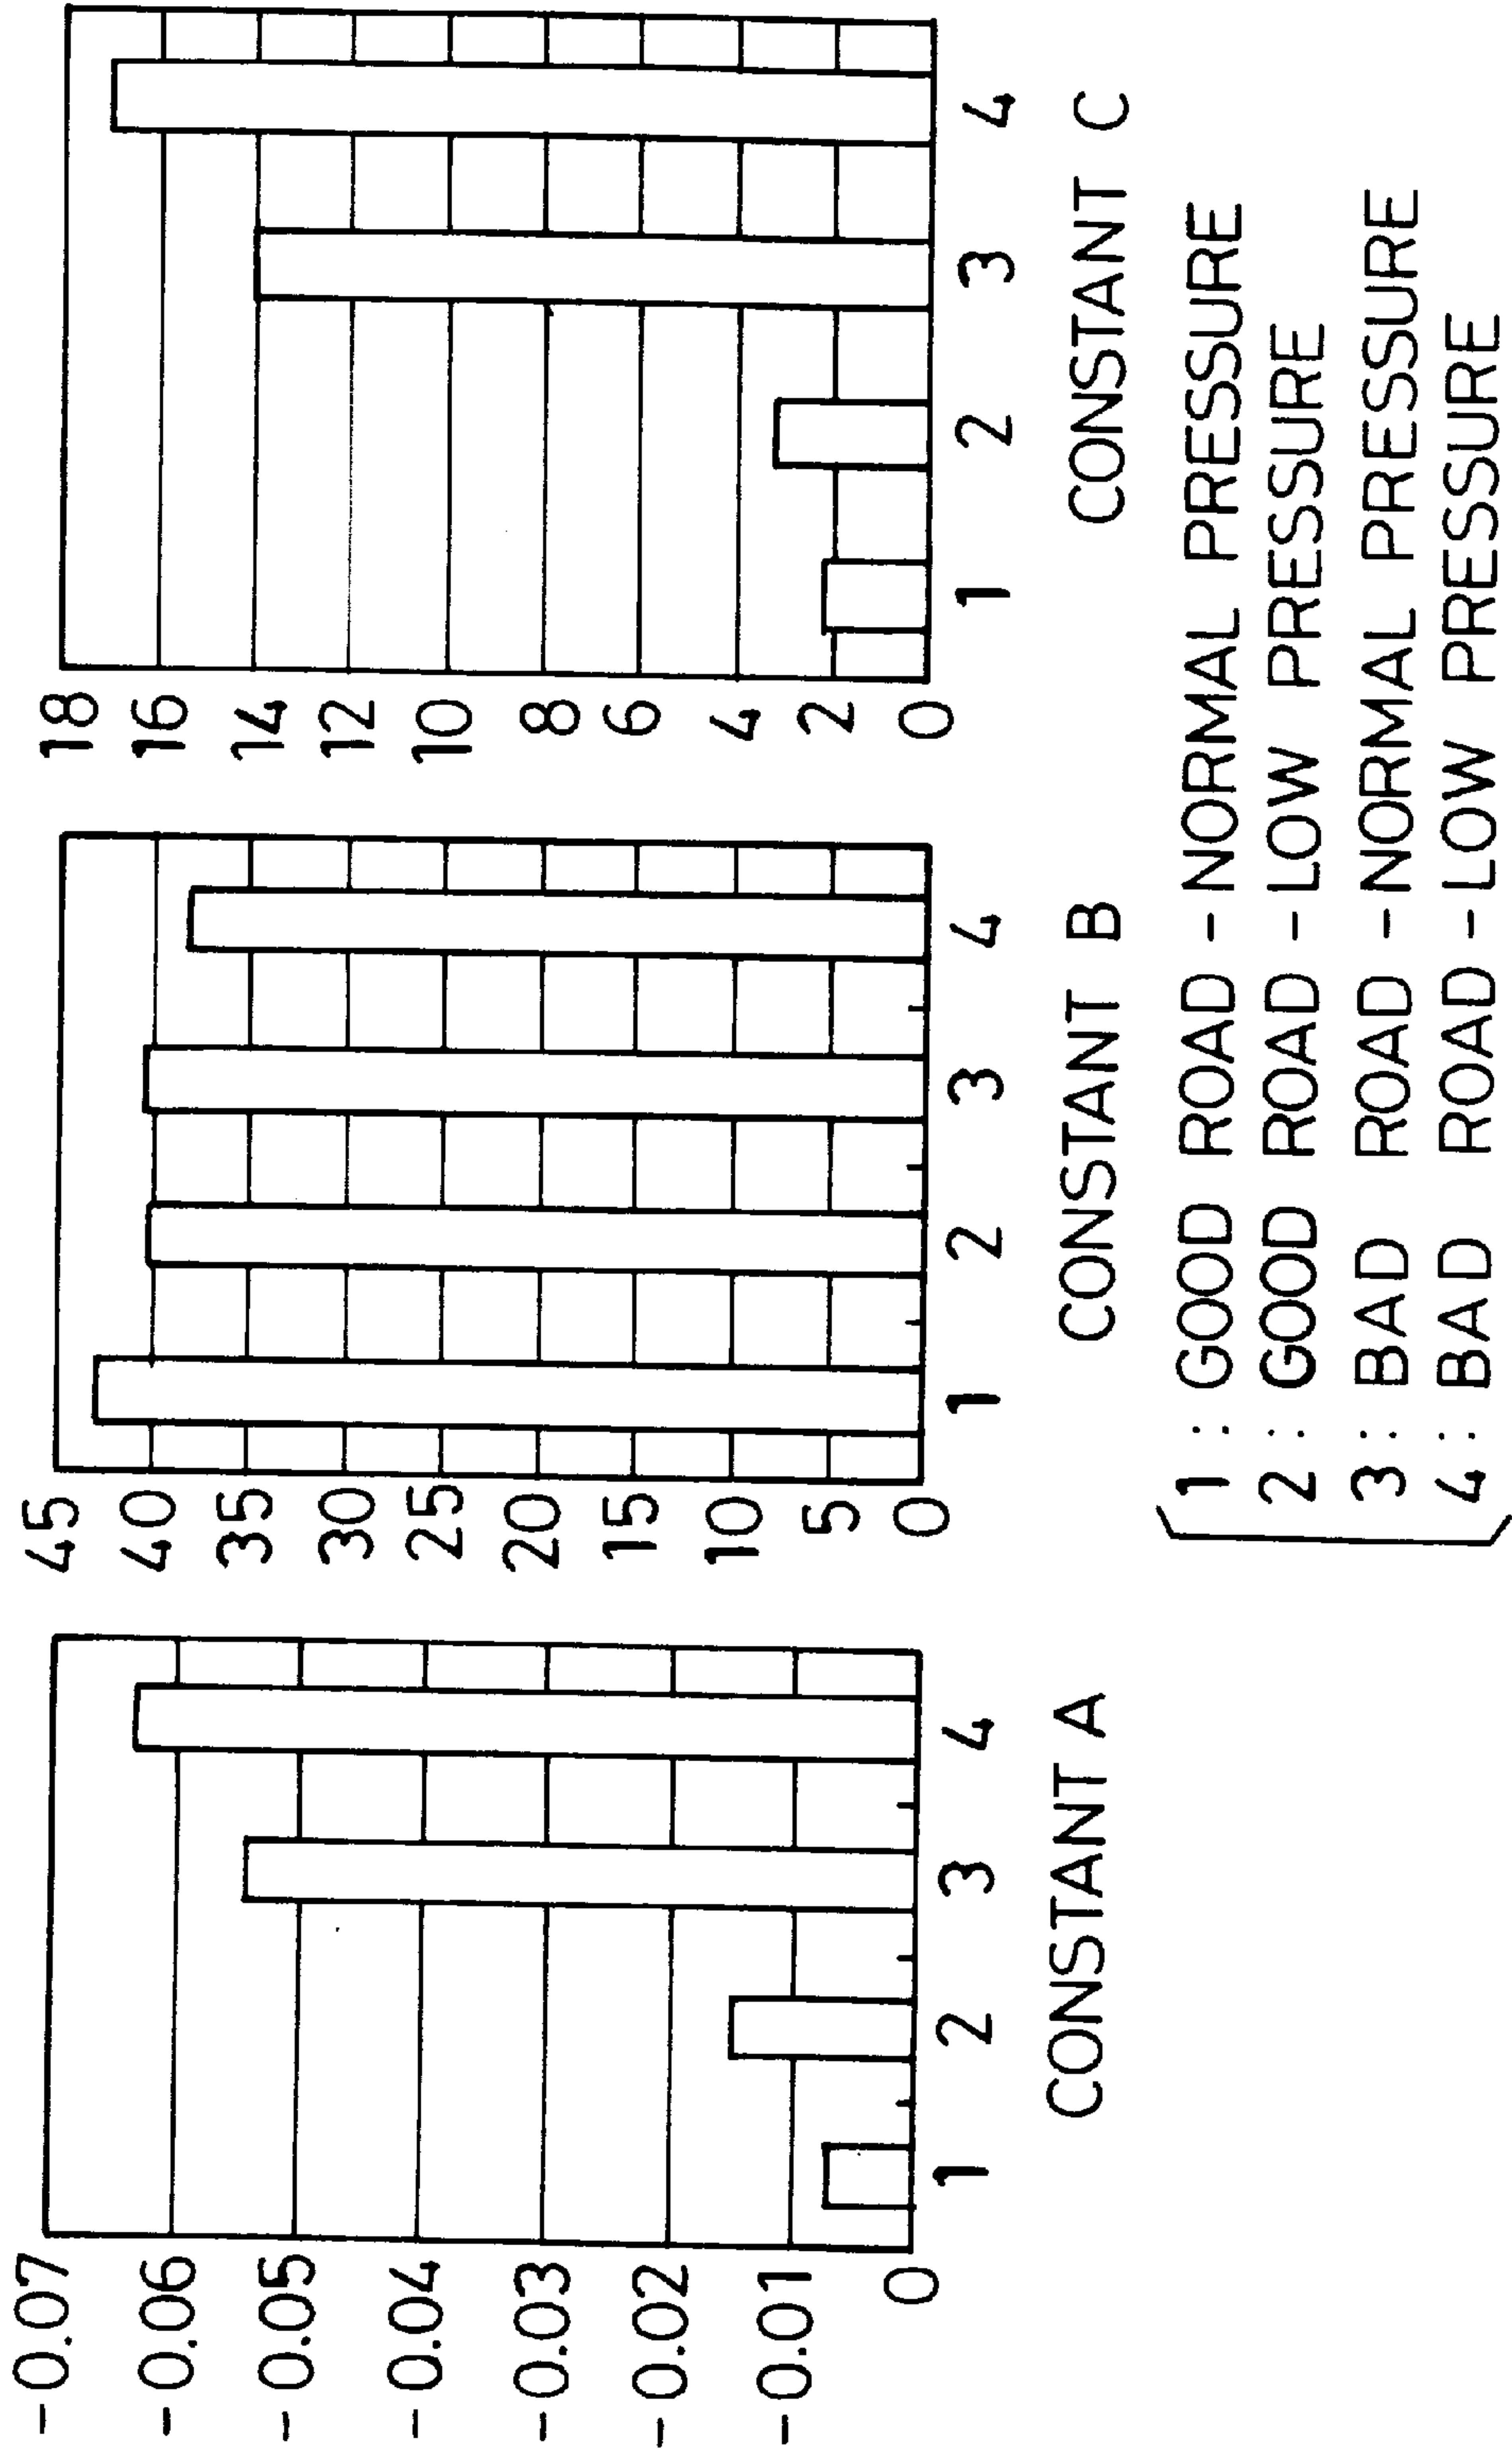 -0.07
-0.06
-0.05
-0.04
-0.03
-0.02
-0.01
0
1 2 3 4
CONSTANT A
45
40
35
30
25
20
15
10
5
0
1 2 3 4
CONSTANT B
18
16
14
12
10
8
6
4
2
0
1 2 3 4
CONSTANT C
1 : GOOD ROAD - NORMAL PRESSURE
2 : GOOD ROAD - LOW PRESSURE
3 : BAD ROAD - NORMAL PRESSURE
4 : BAD ROAD - LOW PRESSURE